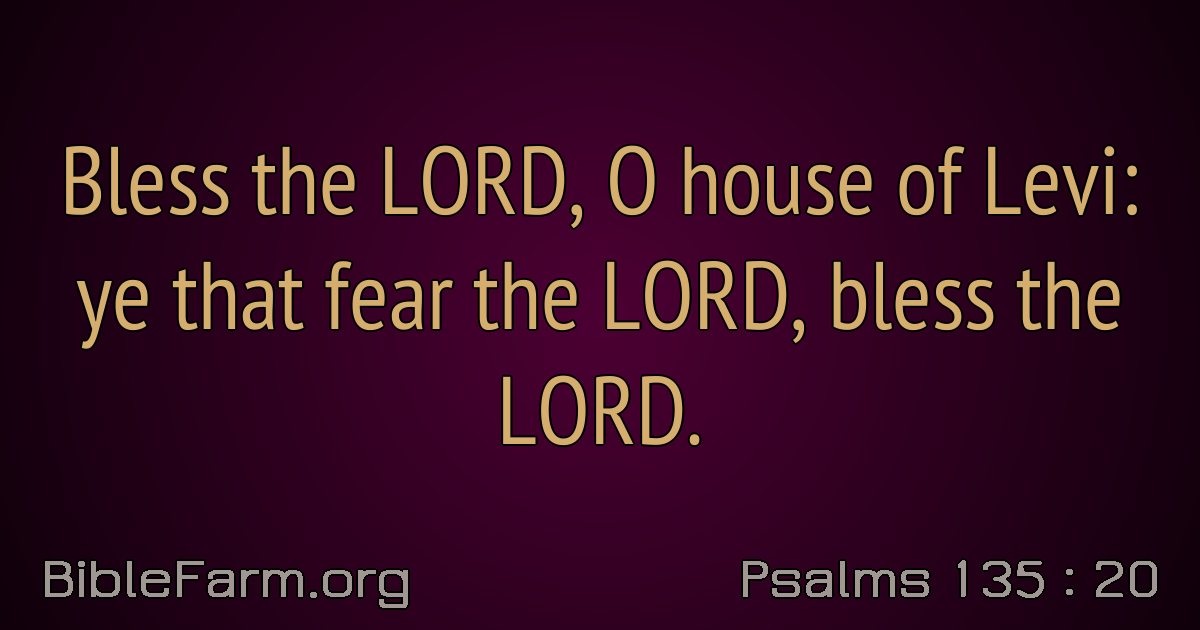 Bless the LORD, O house of Levi:
ye that fear the LORD, bless the
LORD.
BibleFarm.org
Psalms 135 : 20